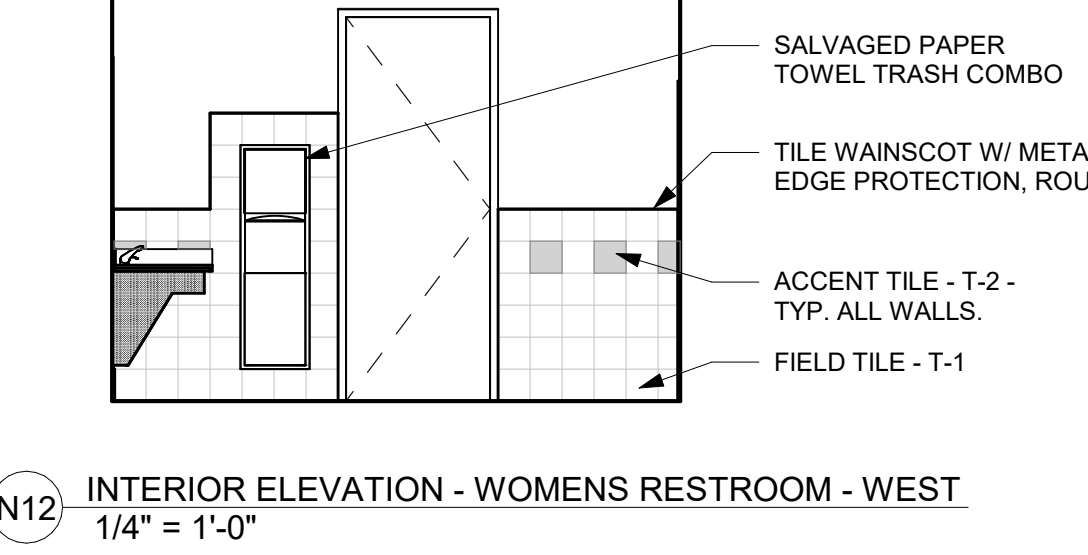 SALVAGED PAPER
TOWEL TRASH COMBO
TILE WAINSCOT W/ META
EDGE PROTECTION, ROU
ACCENT TILE - T-2 -
TYP. ALL WALLS.
FIELD TILE - T-1
N12
INTERIOR ELEVATION - WOMENS RESTROOM - WEST
1/4" = 1'-0"